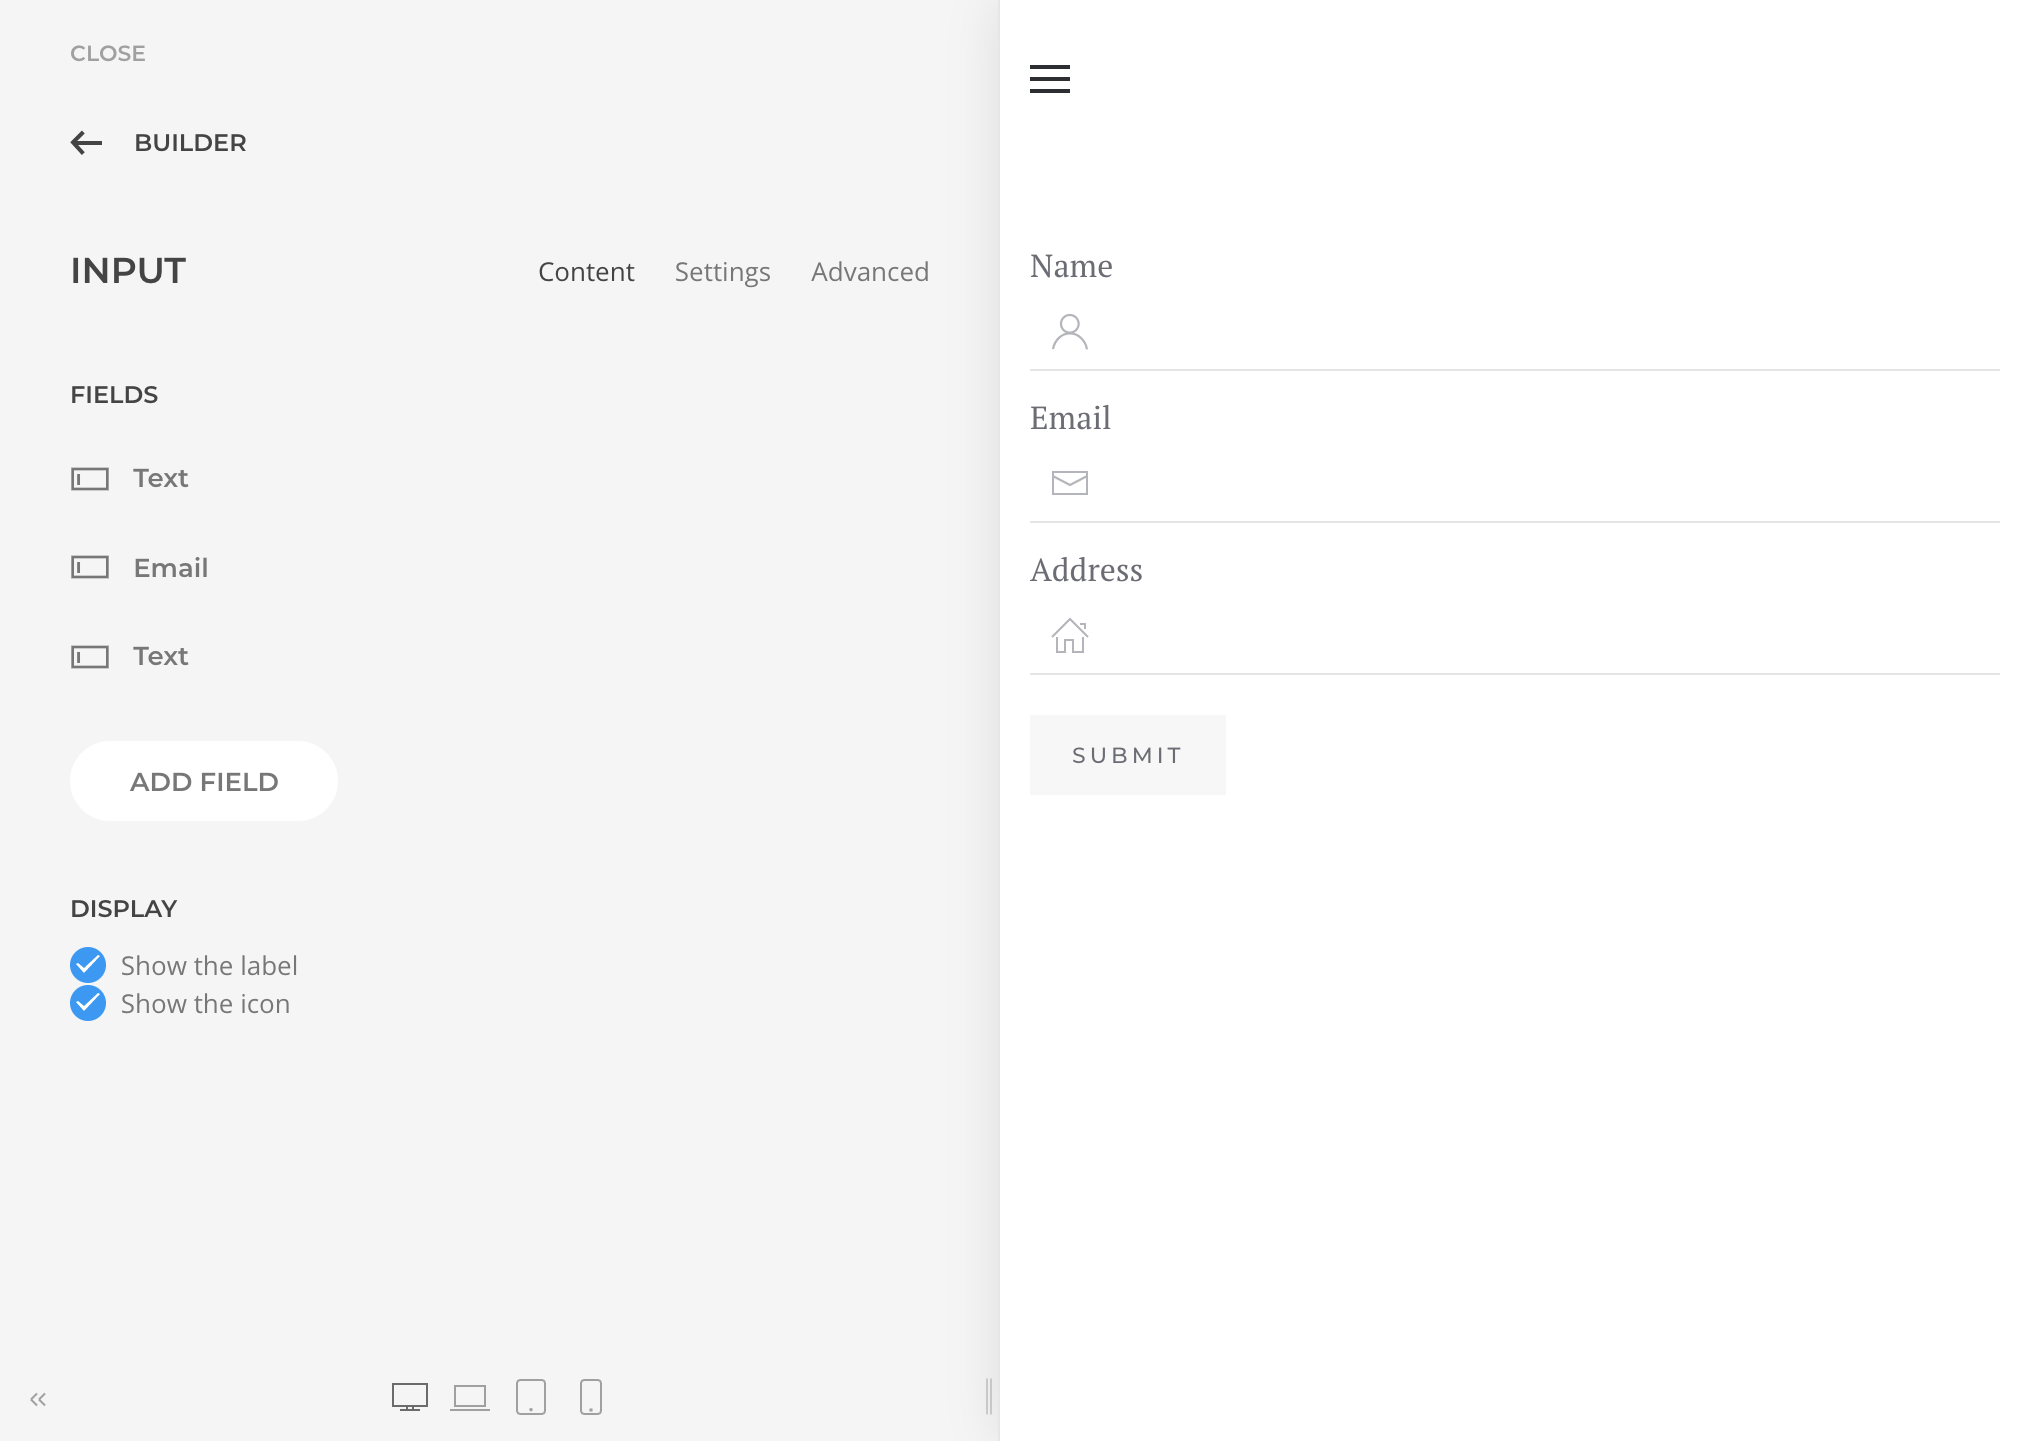 CLOSE
BUILDER
INPUT
Content Settings Advanced
FIELDS
Text
Email
Text
ADD FIELD
DISPLAY
Show the label
Show the icon
Name
Email
Address
SUBMIT